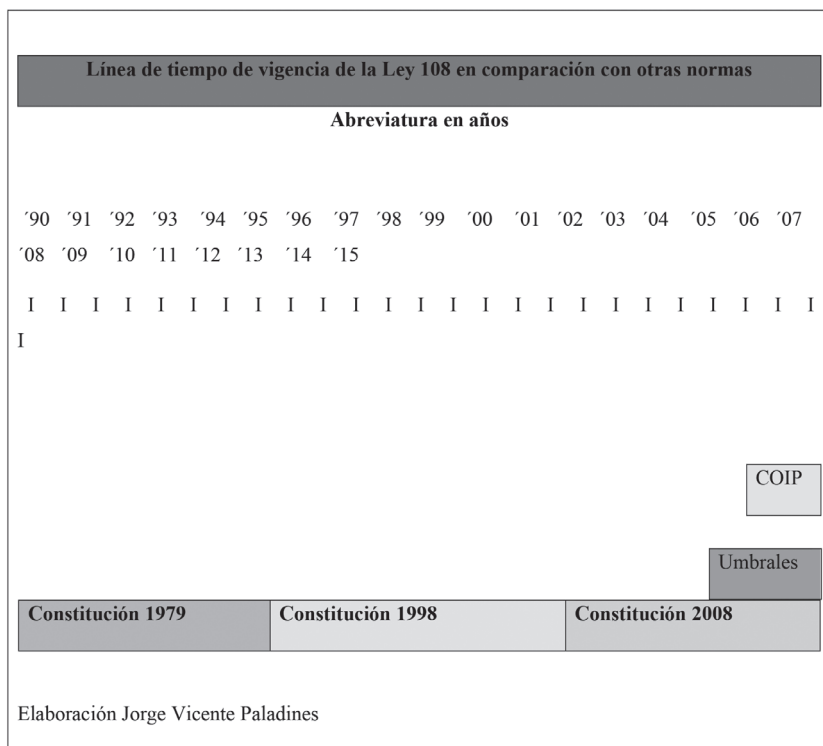 Línea de tiempo de vigencia de la Ley 108 en comparación con otras normas
Abreviatura en años
´90 ´91 ´92 ´93 ´94 ´95 ´96 ´97 ´98 ´99 ´00 ´01 ´02 ´03 ´04 ´05 ´06 ´07
´08 ´09 ´10 ´11 ´12 ´13 ´14 ´15
I I I I I I I I I I I I I I I I I I I I I I I I I
I
COIP
Umbrales
Constitución 1979 Constitución 1998 Constitución 2008
Elaboración Jorge Vicente Paladines